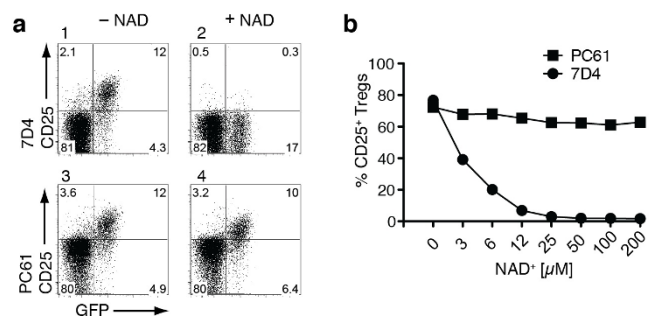 a
− NAD
+ NAD
b
1
2
2.1
12
0.5
0.3
7D4
CD25
81
4.3
82
17
3
4
3.6
12
3.2
10
PC61
CD25
80
4.9
80
6.4
GFP
PC61
7D4
% CD25⁺ Tregs
100
80
60
40
20
0
0
3
6
12
25
50
100
200
NAD⁺ [µM]